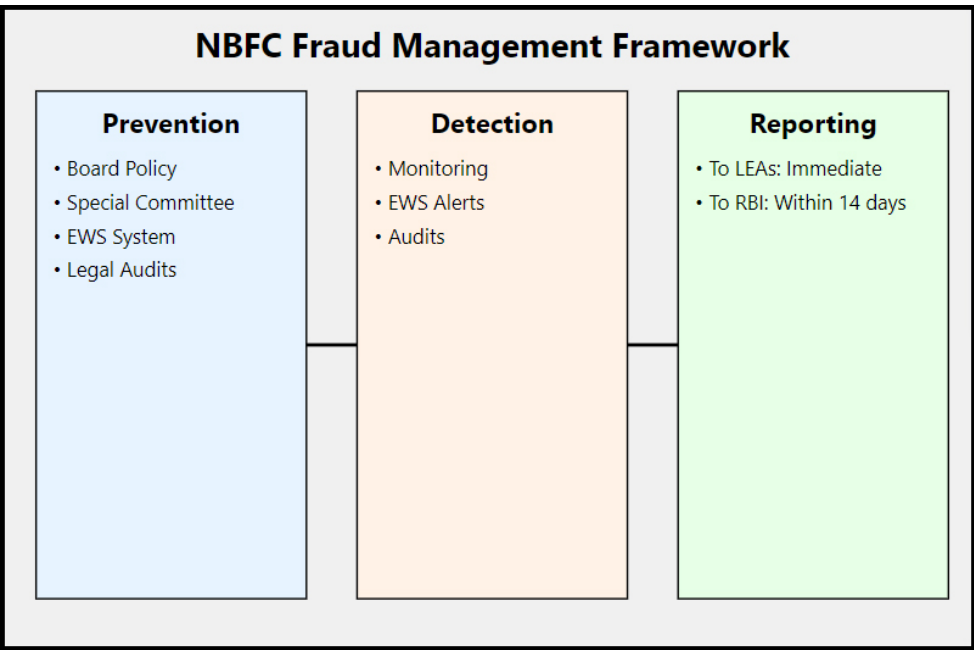 NBFC Fraud Management Framework
Prevention
• Board Policy
• Special Committee
• EWS System
• Legal Audits
Detection
• Monitoring
• EWS Alerts
• Audits
Reporting
• To LEAs: Immediate
• To RBI: Within 14 days